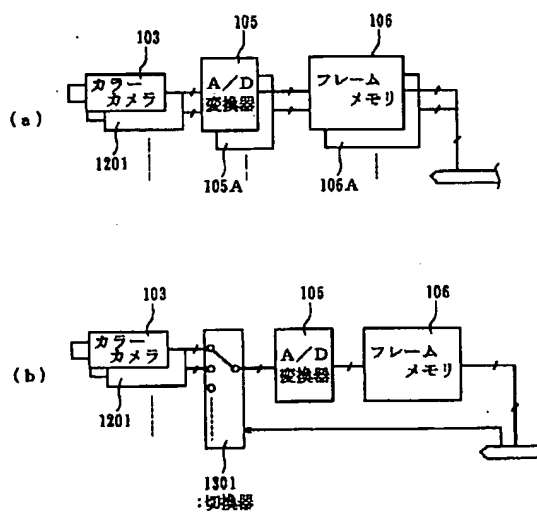 103
105
106
カラー
カメラ
A/D
変換器
フレーム
メモリ
(a)
1201
105A
106A
103
105
106
カラー
カメラ
A/D
変換器
フレーム
メモリ
(b)
1201
1301
:切換器